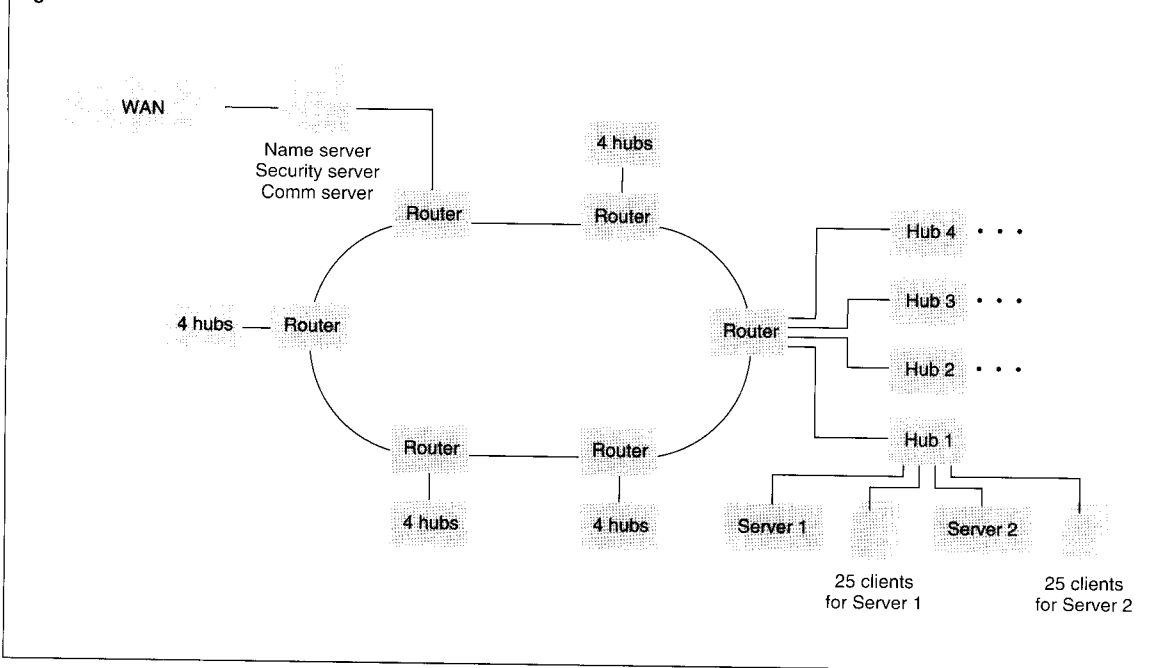 WAN
Name server
Security server
Comm server
4 hubs
Router
Router
Hub 4 • • •
Hub 3 • • •
4 hubs
Router
Router
Hub 2 • • •
Router
Router
Hub 1
4 hubs
4 hubs
Server 1
Server 2
25 clients
for Server 1
25 clients
for Server 2